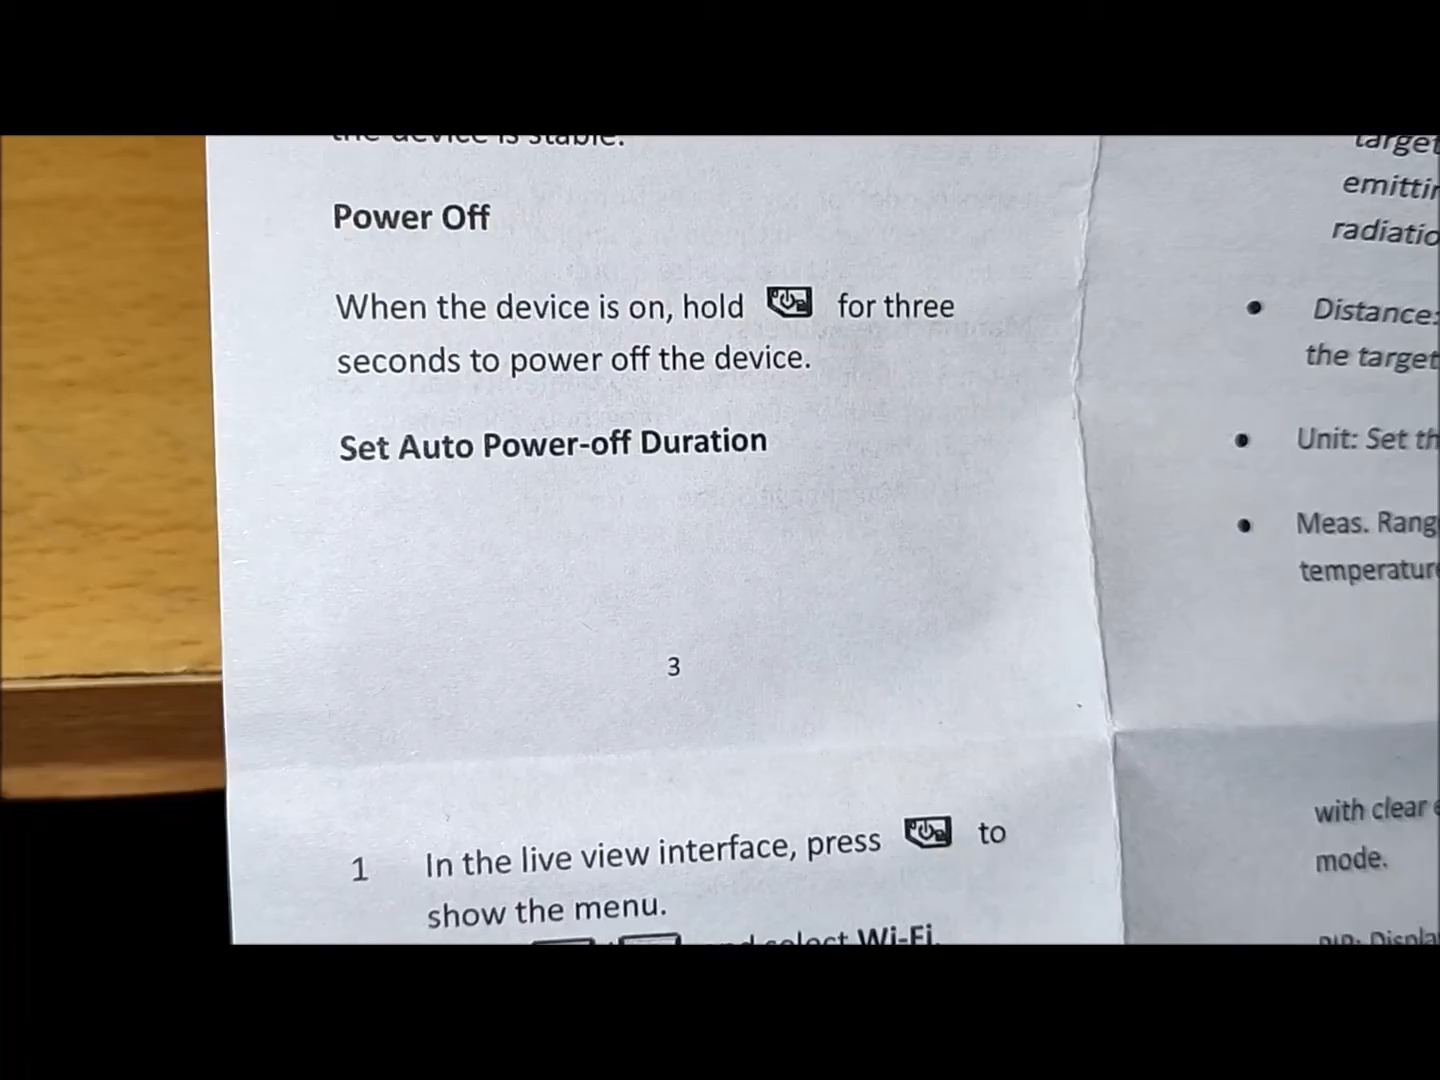 the device is stable.
Power Off
When the device is on, hold for three
seconds to power off the device.
Set Auto Power-off Duration
3
1 In the live view interface, press to
show the menu.
select Wi-Fi.
target
radiatio
Distance:
the target
Unit: Set th
Meas. Rang
temperature
with clear
mode.
PIP: Displa